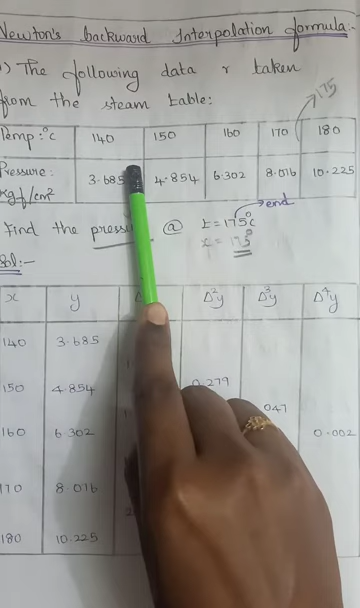 Newton's backward Interpolation formula:-
) The following data r taken
from the steam table:
175
Temp:°c 140 150 160 170 180
Pressure: kgf/cm² 3.685 4.854 6.302 8.076 10.225
Find the @ t=175°c end
x = 175°
Sol:-
x y Δ²y Δ³y Δ⁴y
140 3.685
150 4.854 0.279
047
160 6.302 0.002
170 8.076
180 10.225